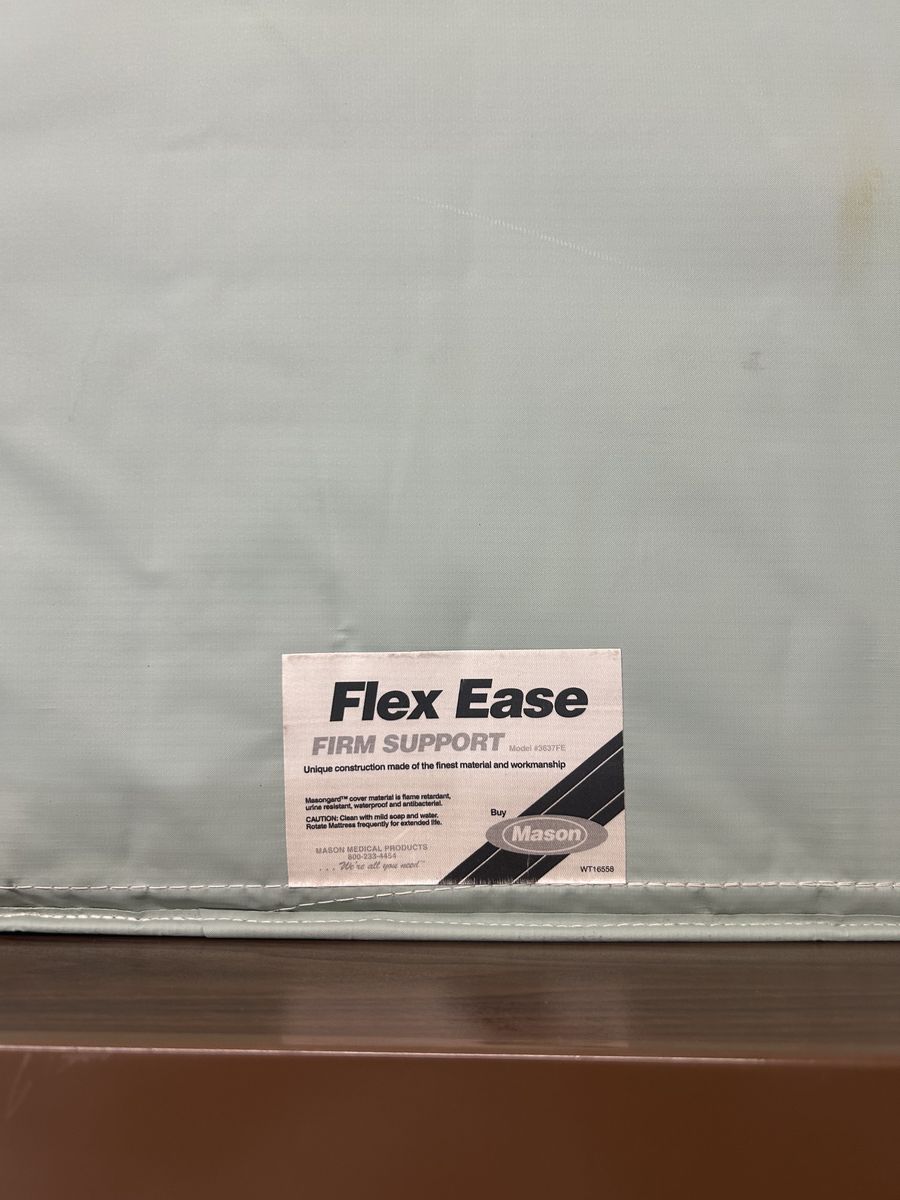 Flex Ease
FIRM SUPPORT Model #3637FE
Unique construction made of the finest material and workmanship
Masongard™ cover material is flame retardant,
urine resistant, waterproof and antibacterial.
CAUTION: Clean with mild soap and water.
Rotate Mattress frequently for extended life.
Buy
Mason
MASON MEDICAL PRODUCTS
800-233-4454
. . . We're all you need℠
WT16558